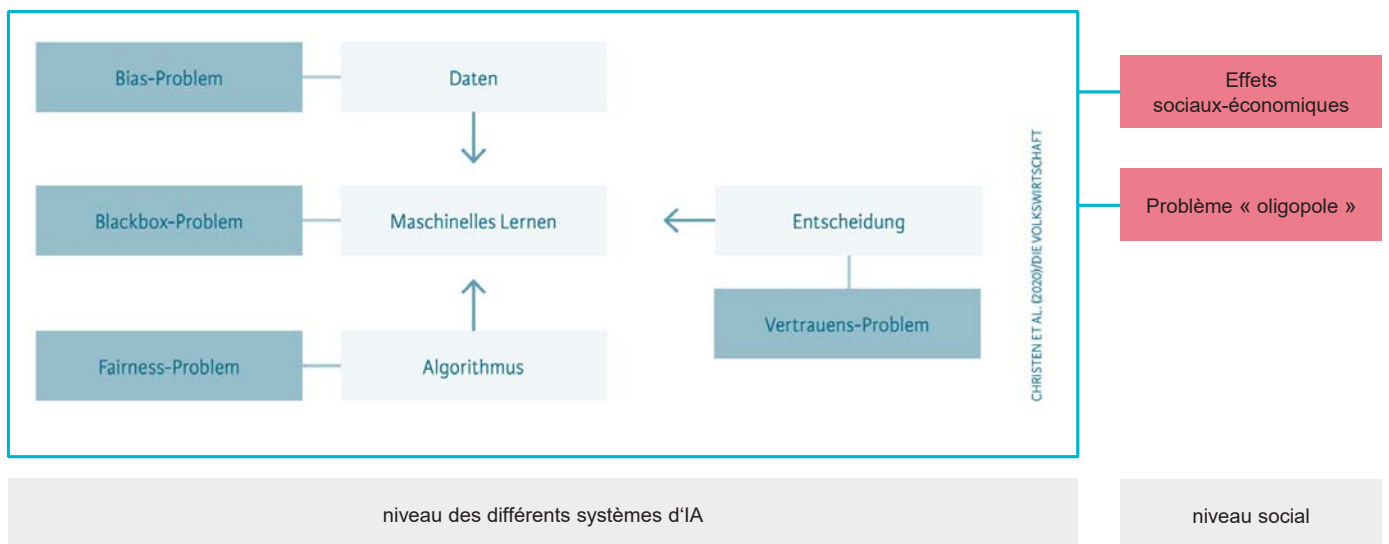 Bias-Problem
Daten
Blackbox-Problem
Maschinelles Lernen
Entscheidung
Vertrauens-Problem
Fairness-Problem
Algorithmus
CHRISTEN ET AL. (2020)/DIE VOLKSWIRTSCHAFT
Effets
sociaux-économiques
Problème « oligopole »
niveau des différents systèmes d‘IA
niveau social